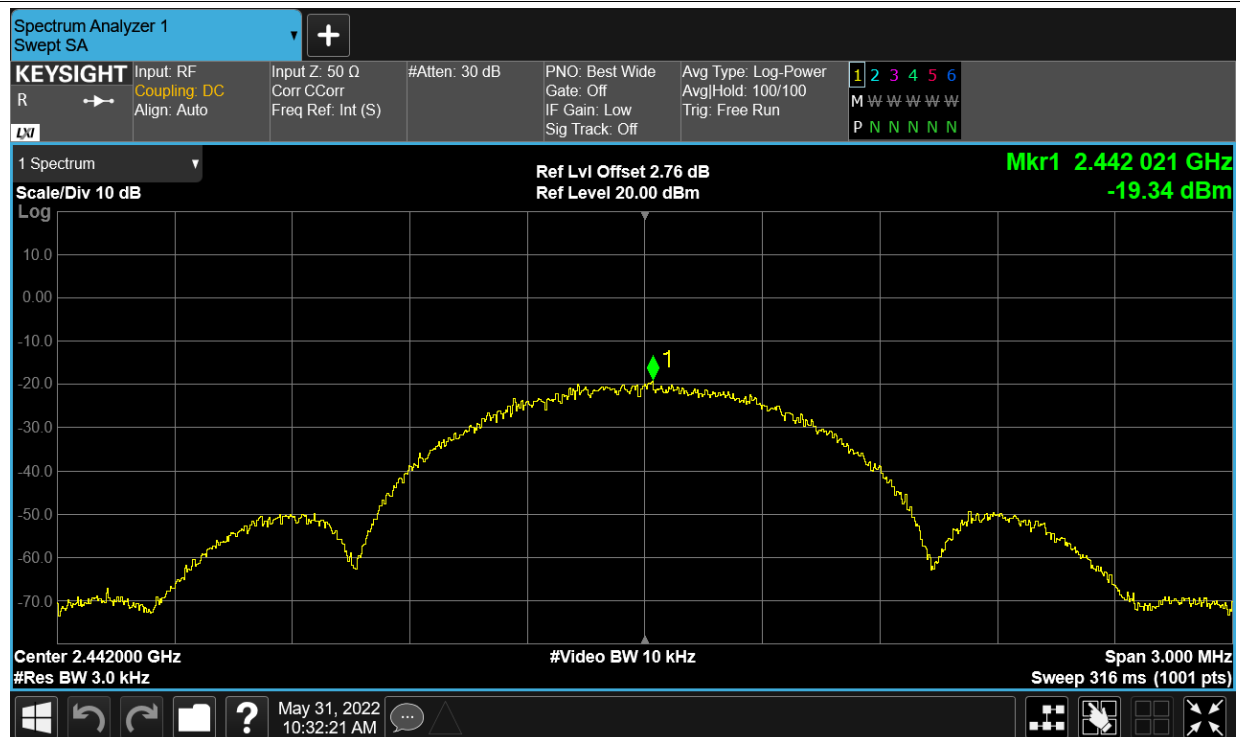 Spectrum Analyzer 1
Swept SA
+
KEYSIGHT
R
LXI
Input: RF
Coupling: DC
Align: Auto
Input Z: 50 Ω
Corr CCorr
Freq Ref: Int (S)
#Atten: 30 dB
PNO: Best Wide
Gate: Off
IF Gain: Low
Sig Track: Off
Avg Type: Log-Power
Avg|Hold: 100/100
Trig: Free Run
1 2 3 4 5 6
M W W W W W
P N N N N N
1 Spectrum
Scale/Div 10 dB
Ref Lvl Offset 2.76 dB
Ref Level 20.00 dBm
Mkr1 2.442 021 GHz
-19.34 dBm
Log
10.0
0.00
-10.0
-20.0
-30.0
-40.0
-50.0
-60.0
-70.0
1
Center 2.442000 GHz
#Res BW 3.0 kHz
#Video BW 10 kHz
Span 3.000 MHz
Sweep 316 ms (1001 pts)
?
May 31, 2022
10:32:21 AM